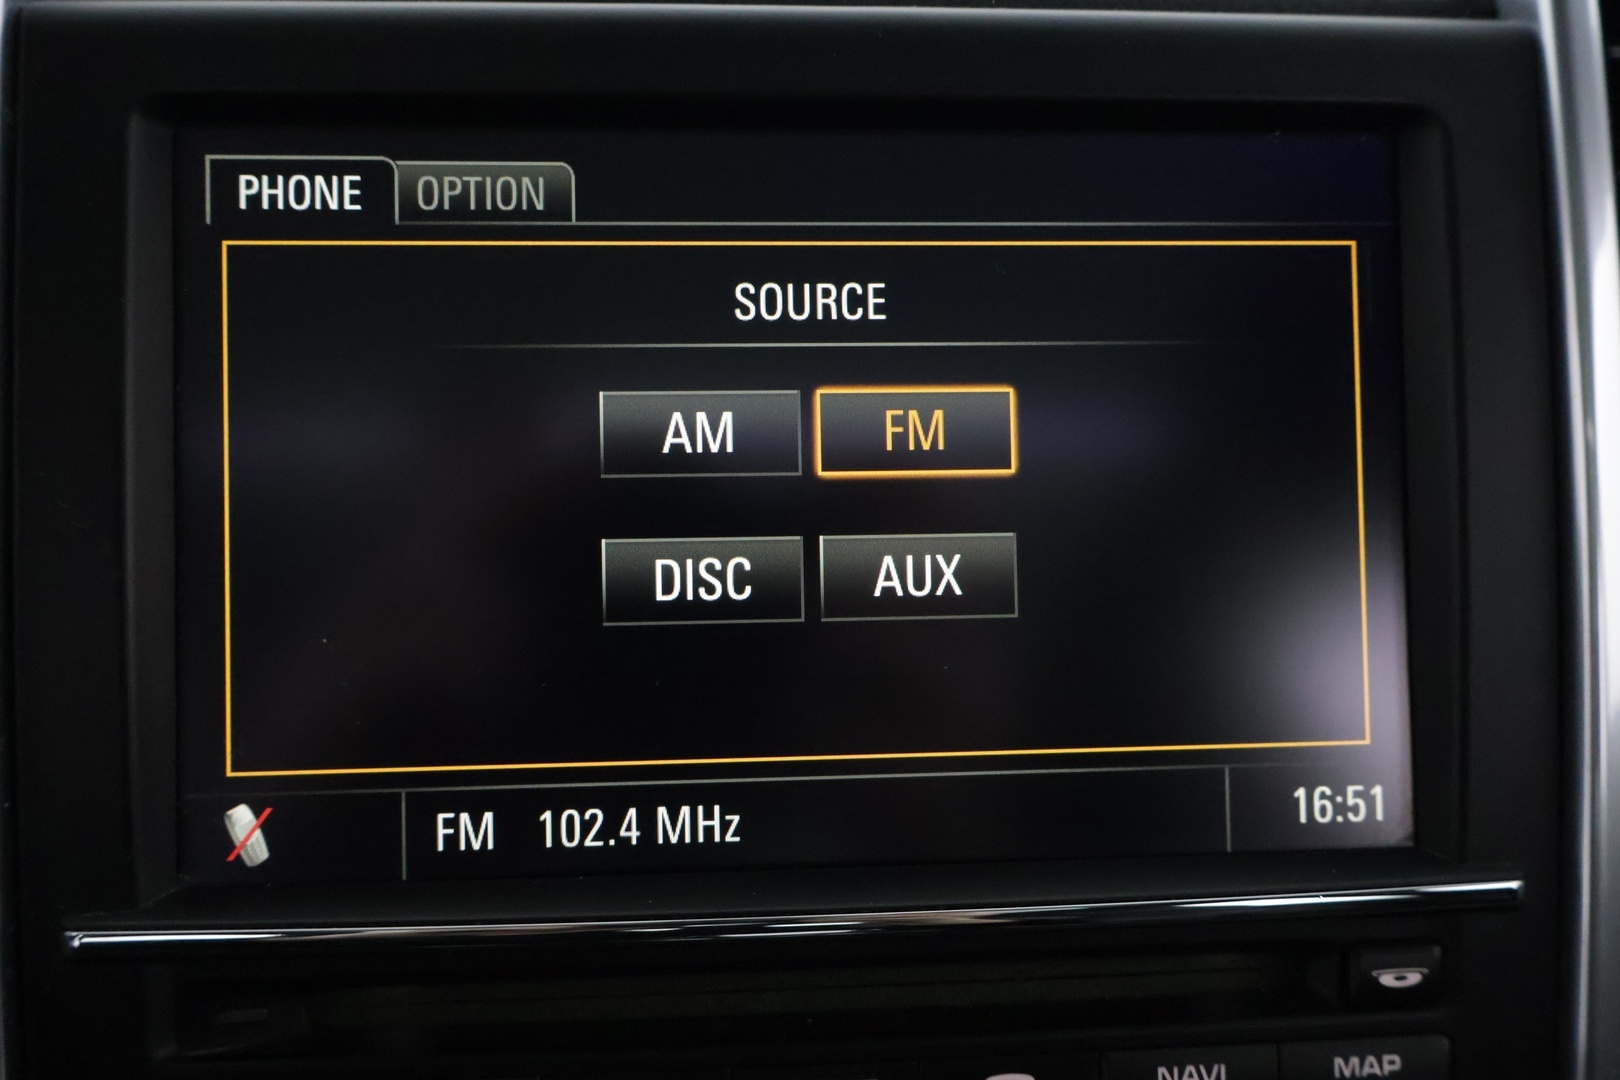 PHONE OPTION
SOURCE
AM FM
DISC AUX
FM 102.4 MHz 16:51
NAVI MAP